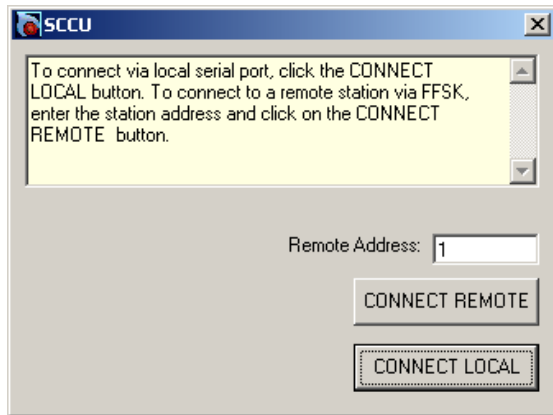 SCCU
To connect via local serial port, click the CONNECT
LOCAL button. To connect to a remote station via FFSK,
enter the station address and click on the CONNECT
REMOTE  button.
Remote Address: 1
CONNECT REMOTE
CONNECT LOCAL